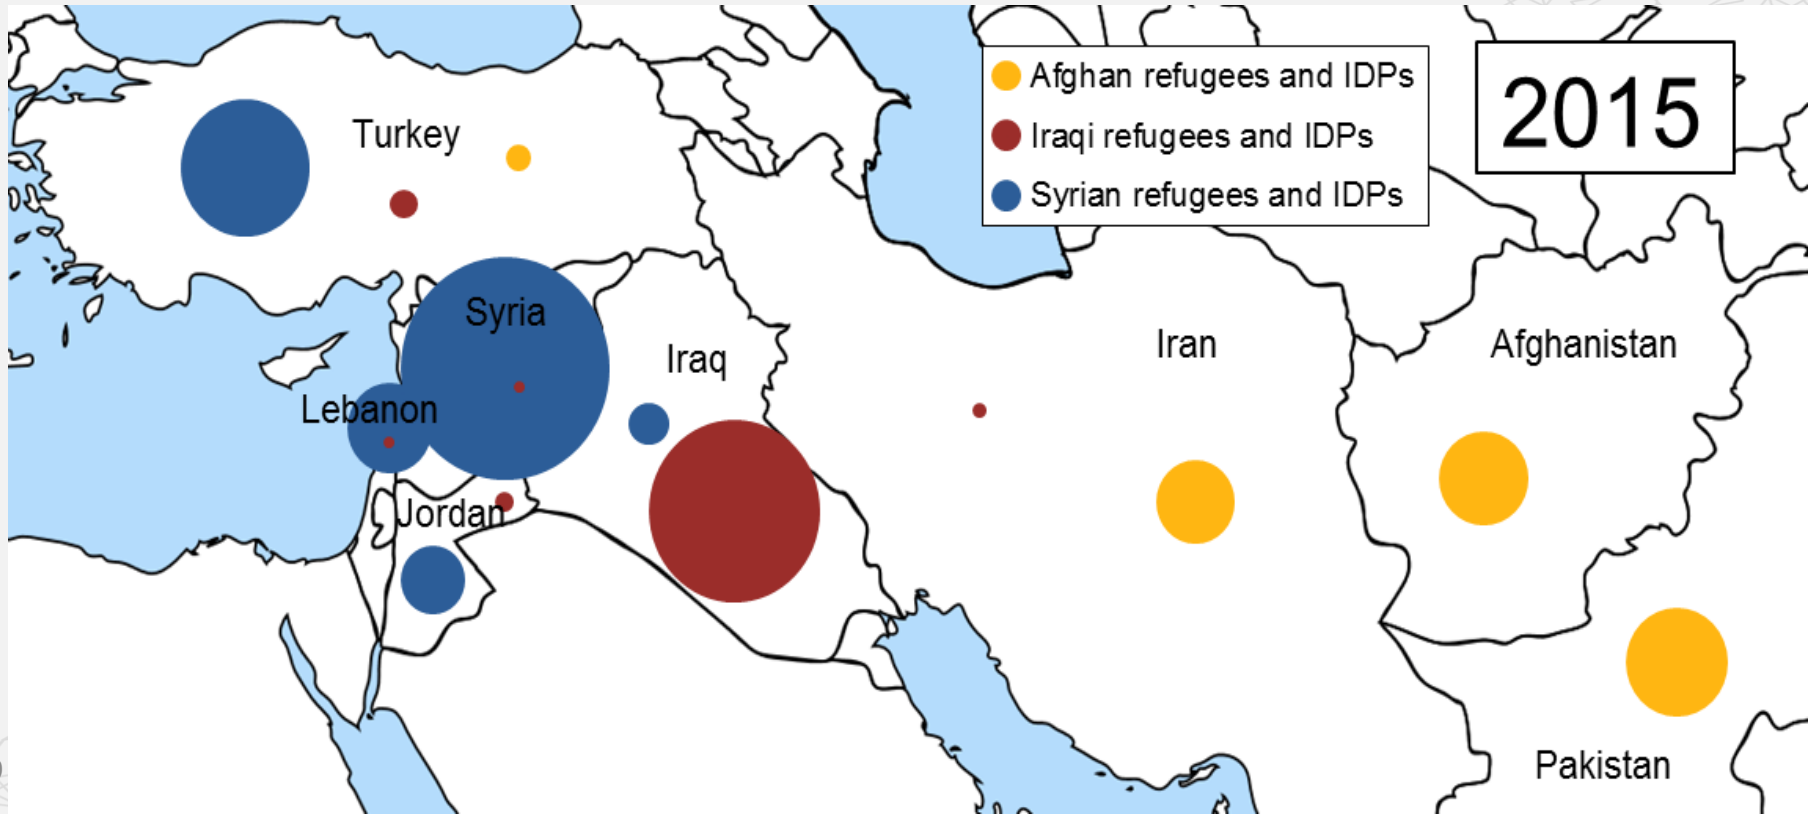 Afghan refugees and IDPs
Iraqi refugees and IDPs
Syrian refugees and IDPs
2015
Turkey
Syria
Iraq
Iran
Afghanistan
Lebanon
Jordan
Pakistan